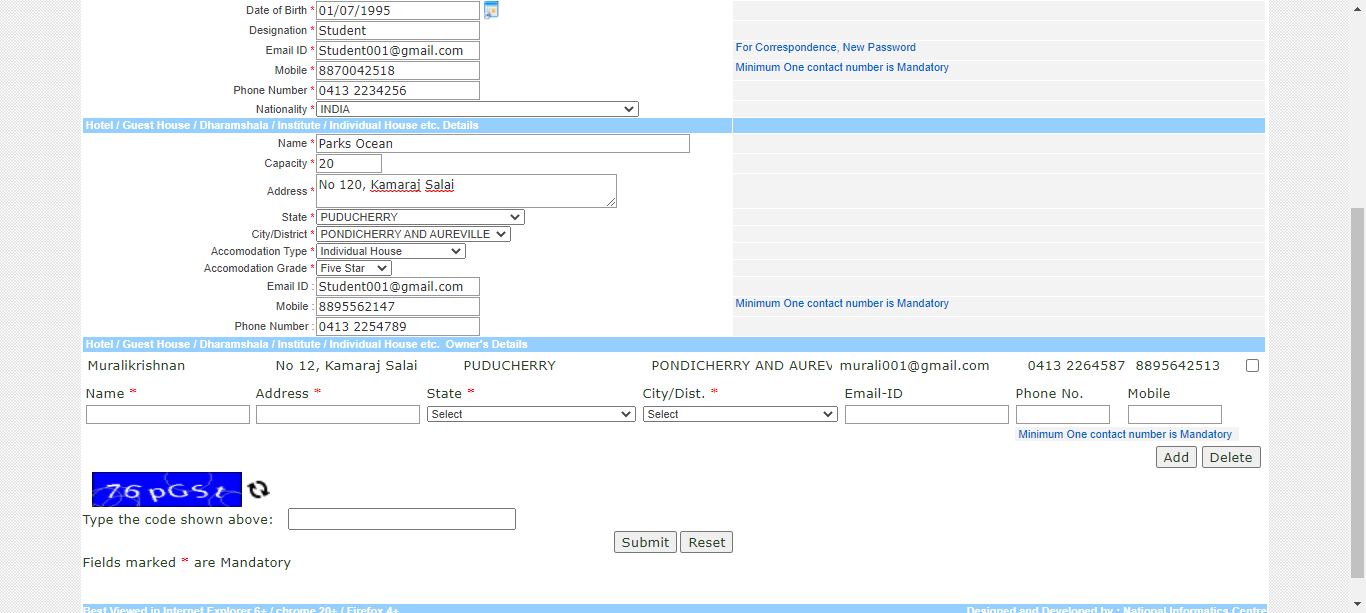 Date of Birth * 01/07/1995
Designation * Student
Email ID * Student001@gmail.com For Correspondence, New Password
Mobile * 8870042518 Minimum One contact number is Mandatory
Phone Number * 0413 2234256
Nationality * INDIA
Hotel / Guest House / Dharamshala / Institute / Individual House etc. Details
Name * Parks Ocean
Capacity * 20
Address * No 120, Kamaraj Salai
State * PUDUCHERRY
City/District * PONDICHERRY AND AUREVILLE
Accomodation Type * Individual House
Accomodation Grade * Five Star
Email ID : Student001@gmail.com
Mobile : 8895562147 Minimum One contact number is Mandatory
Phone Number : 0413 2254789
Hotel / Guest House / Dharamshala / Institute / Individual House etc. Owner's Details
Muralikrishnan No 12, Kamaraj Salai PUDUCHERRY PONDICHERRY AND AUREV murali001@gmail.com 0413 2264587 8895642513
Name * Address * State * City/Dist. * Email-ID Phone No. Mobile
Select Select
Minimum One contact number is Mandatory
Add Delete
76pGSt
Type the code shown above:
Submit Reset
Fields marked * are Mandatory
Best Viewed in Internet Explorer 6+ / chrome 20+ / Firefox 4+ Designed and Developed by : National Informatics Centre